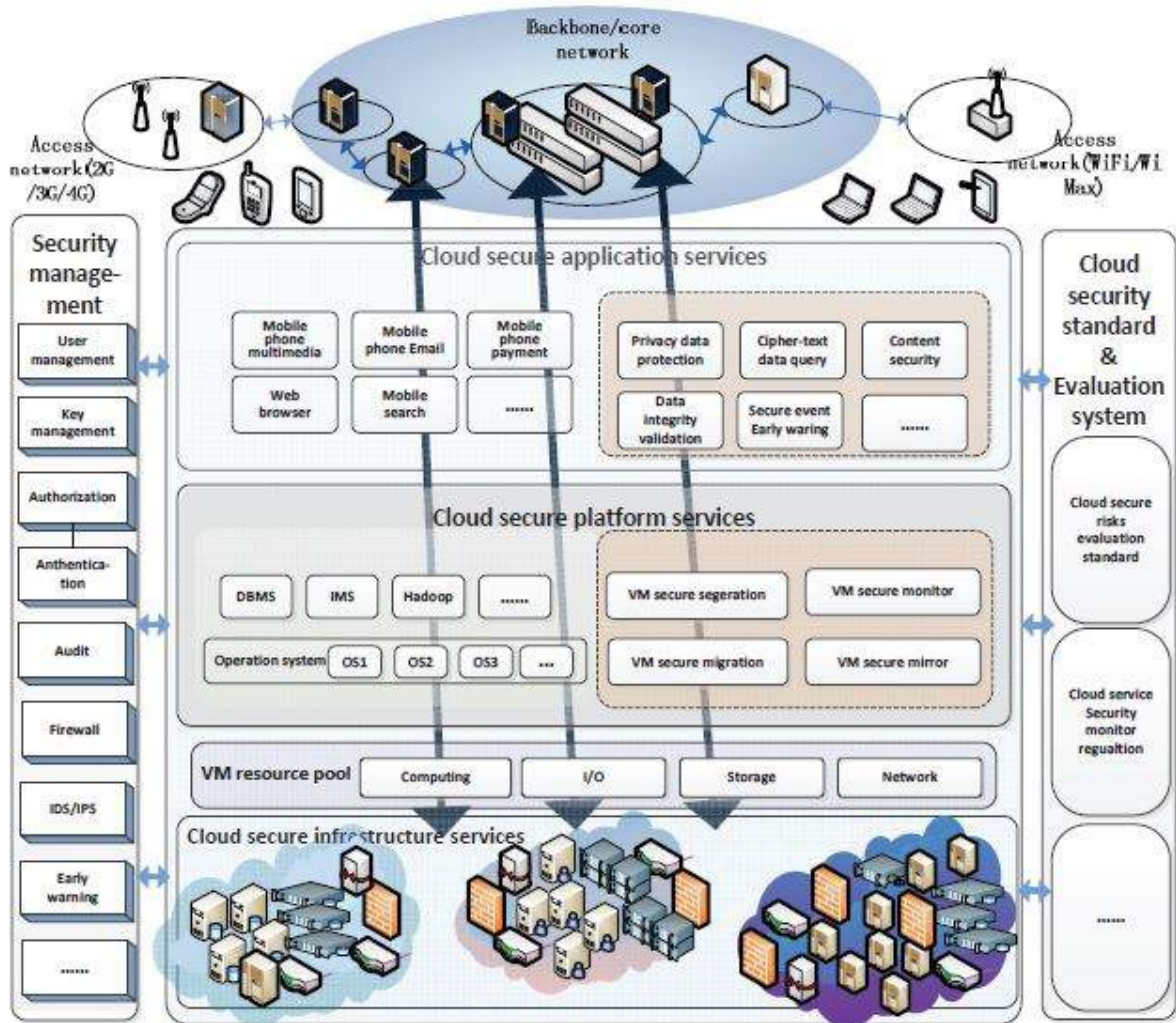 Backbone/core
network
Access
network(2G
/3G/4G)
Access
network(WiFi/Wi
Max)
Security
manage-
ment
User
management
Key
management
Authorization
Anthentica-
tion
Audit
Firewall
IDS/IPS
Early
warning
......
Cloud secure application services
Mobile
phone
multimedia
Mobile
phone Email
Mobile
phone
payment
Web
browser
Mobile
search
......
Privacy data
protection
Cipher-text
data query
Content
security
Data
integrity
validation
Secure event
Early waring
......
Cloud secure platform services
DBMS
IMS
Hadoop
......
Operation system
OS1
OS2
OS3
...
VM secure segeration
VM secure monitor
VM secure migration
VM secure mirror
VM resource pool
Computing
I/O
Storage
Network
Cloud secure infrastructure services
Cloud
security
standard
&
Evaluation
system
Cloud secure
risks
evaluation
standard
Cloud service
Security
monitor
regualtion
......